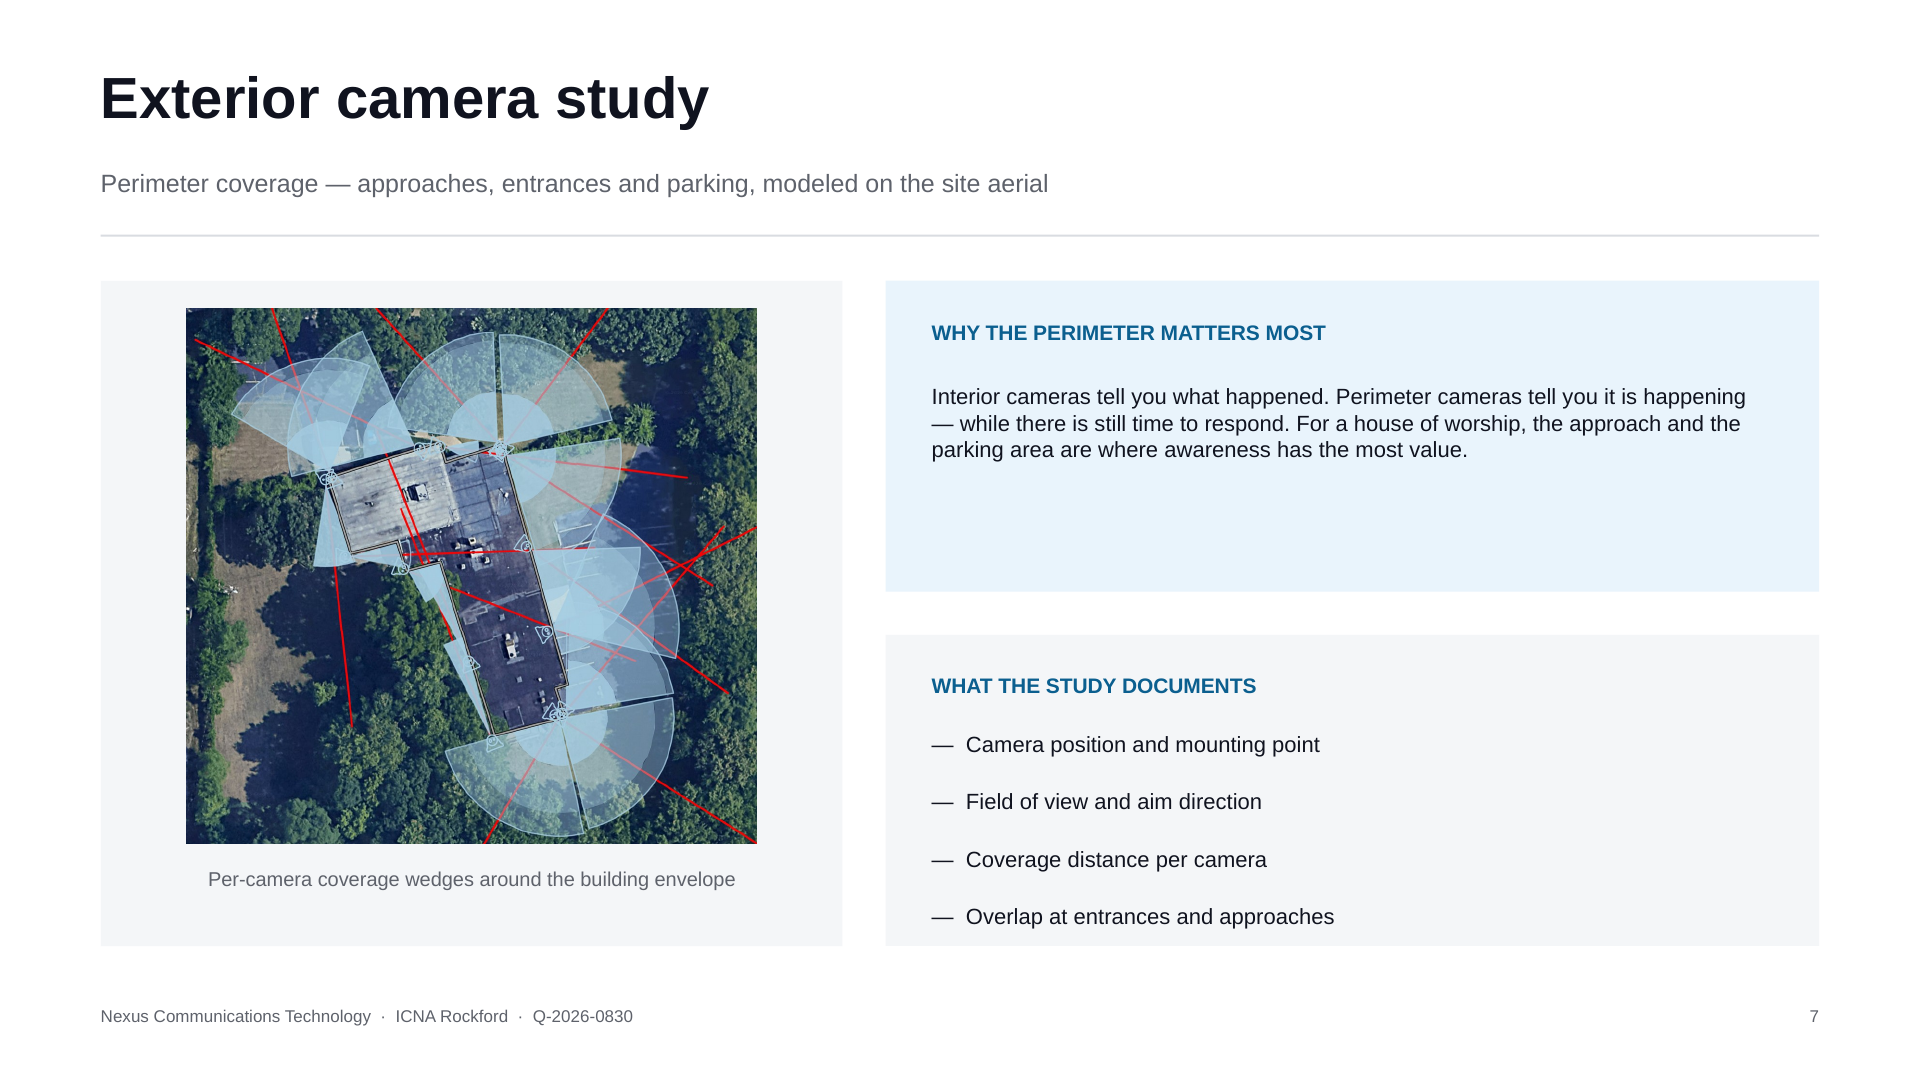 Exterior camera study
Perimeter coverage — approaches, entrances and parking, modeled on the site aerial
Per-camera coverage wedges around the building envelope
WHY THE PERIMETER MATTERS MOST
Interior cameras tell you what happened. Perimeter cameras tell you it is happening
— while there is still time to respond. For a house of worship, the approach and the
parking area are where awareness has the most value.
WHAT THE STUDY DOCUMENTS
— Camera position and mounting point
— Field of view and aim direction
— Coverage distance per camera
— Overlap at entrances and approaches
Nexus Communications Technology · ICNA Rockford · Q-2026-0830
7